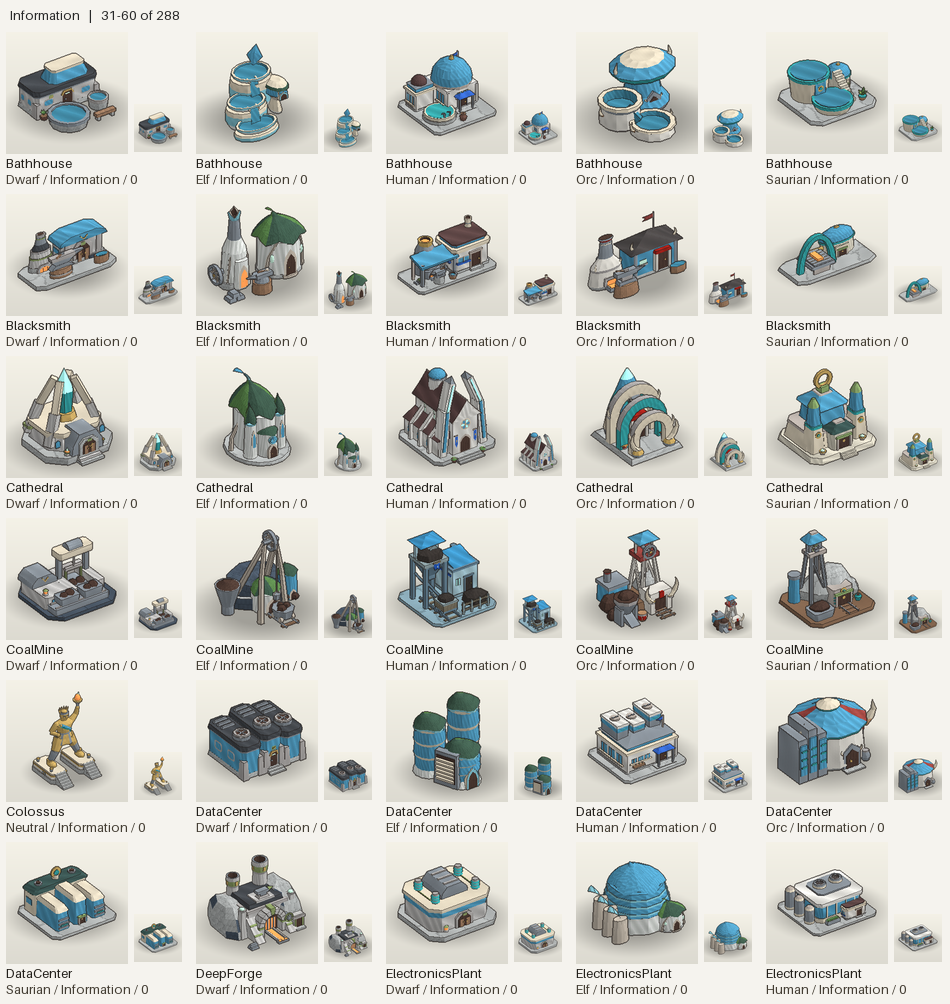 Information | 31-60 of 288
Bathhouse
Dwarf / Information / 0
Bathhouse
Elf / Information / 0
Bathhouse
Human / Information / 0
Bathhouse
Orc / Information / 0
Bathhouse
Saurian / Information / 0
Blacksmith
Dwarf / Information / 0
Blacksmith
Elf / Information / 0
Blacksmith
Human / Information / 0
Blacksmith
Orc / Information / 0
Blacksmith
Saurian / Information / 0
Cathedral
Dwarf / Information / 0
Cathedral
Elf / Information / 0
Cathedral
Human / Information / 0
Cathedral
Orc / Information / 0
Cathedral
Saurian / Information / 0
CoalMine
Dwarf / Information / 0
CoalMine
Elf / Information / 0
CoalMine
Human / Information / 0
CoalMine
Orc / Information / 0
CoalMine
Saurian / Information / 0
Colossus
Neutral / Information / 0
DataCenter
Dwarf / Information / 0
DataCenter
Elf / Information / 0
DataCenter
Human / Information / 0
DataCenter
Orc / Information / 0
DataCenter
Saurian / Information / 0
DeepForge
Dwarf / Information / 0
ElectronicsPlant
Dwarf / Information / 0
ElectronicsPlant
Elf / Information / 0
ElectronicsPlant
Human / Information / 0